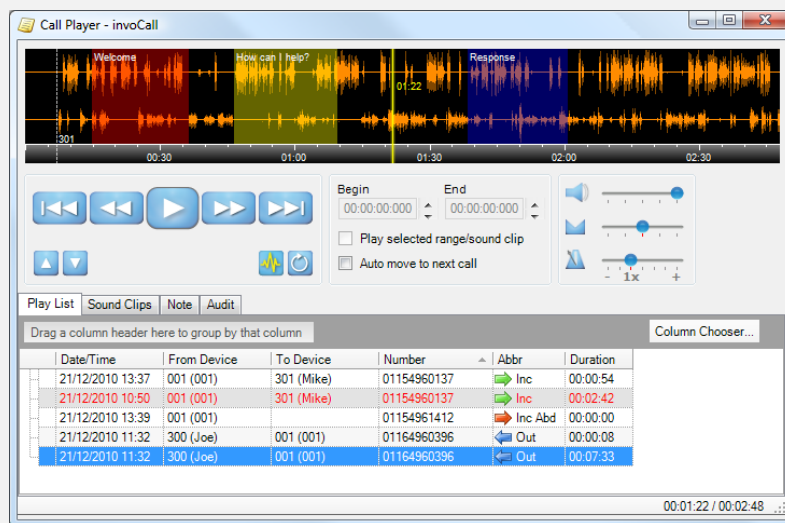 Call Player - invoCall
Welcome How can I help? Response
01:22
301
00:30 01:00 01:30 02:00 02:30
Begin End
00:00:00:000 00:00:00:000
Play selected range/sound clip
Auto move to next call
- 1x +
Play List Sound Clips Note Audit
Drag a column header here to group by that column Column Chooser...
Date/Time From Device To Device Number Abbr Duration
21/12/2010 13:37 001 (001) 301 (Mike) 01154960137 Inc 00:00:54
21/12/2010 10:50 001 (001) 301 (Mike) 01154960137 Inc 00:02:42
21/12/2010 13:39 001 (001) 01154961412 Inc Abd 00:00:00
21/12/2010 11:32 300 (Joe) 001 (001) 01164960396 Out 00:00:08
21/12/2010 11:32 300 (Joe) 001 (001) 01164960396 Out 00:07:33
00:01:22 / 00:02:48